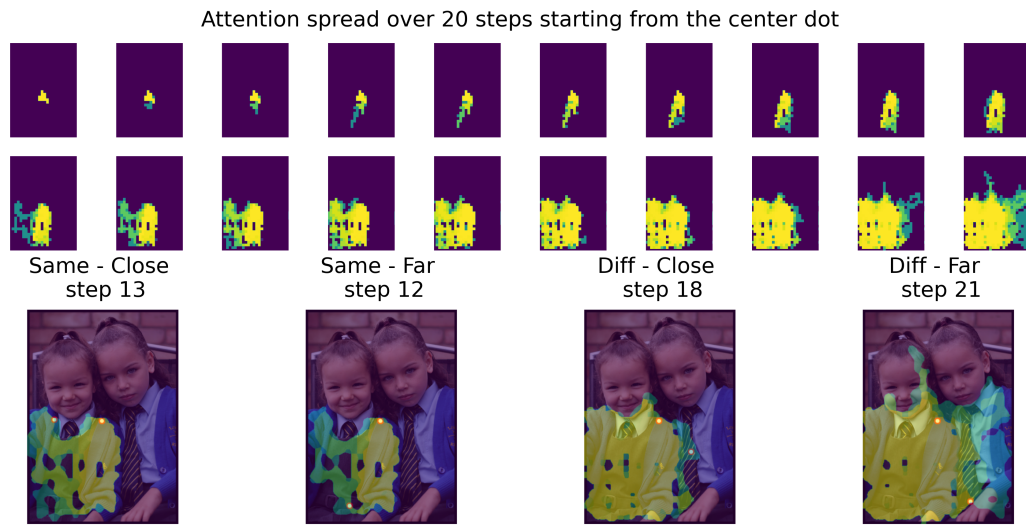 Attention spread over 20 steps starting from the center dot
Same - Close
step 13
Same - Far
step 12
Diff - Close
step 18
Diff - Far
step 21